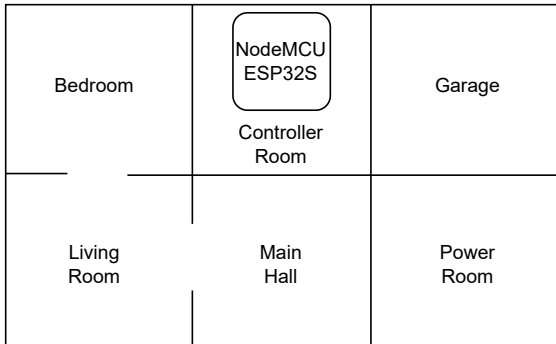 Bedroom
NodeMCU
ESP32S
Controller
Room
Garage
Living
Room
Main
Hall
Power
Room